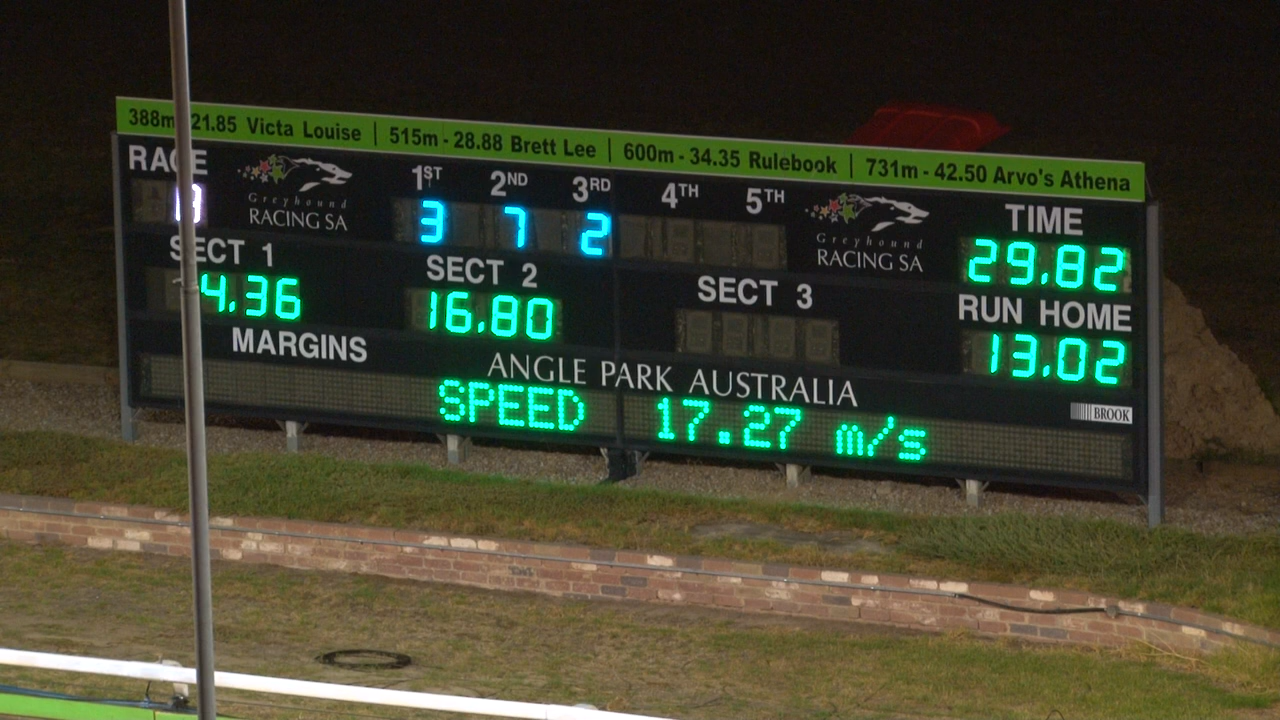 388m 21.85 Victa Louise | 515m - 28.88 Brett Lee | 600m - 34.35 Rulebook | 731m - 42.50 Arvo's Athena
RACE
Greyhound
RACING SA
1ST 2ND 3RD 4TH 5TH
3 7 2
Greyhound
RACING SA
TIME
29.82
SECT 1
4.36
SECT 2
16.80
SECT 3
RUN HOME
13.02
MARGINS
ANGLE PARK AUSTRALIA
BROOK
SPEED 17.27 m/s